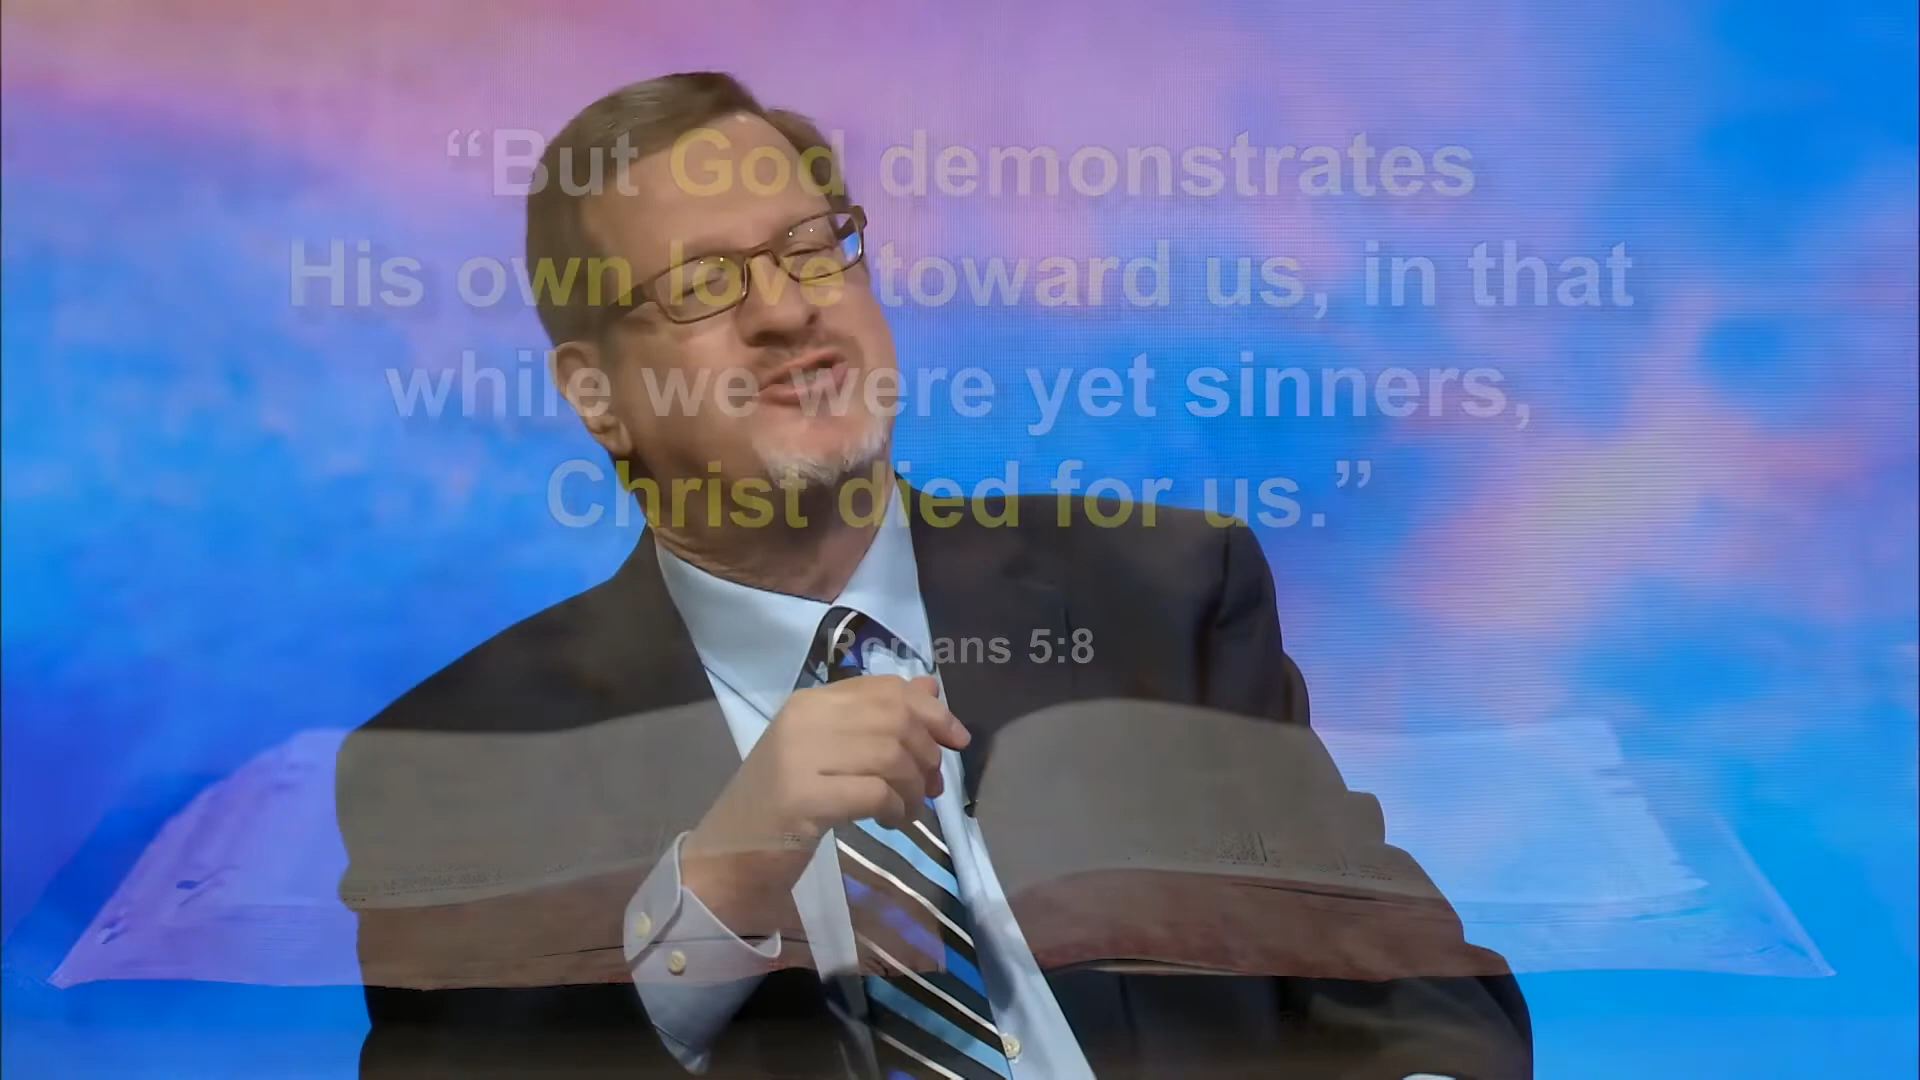 “But God demonstrates
His own love toward us, in that
while we were yet sinners,
Christ died for us.”
Romans 5:8